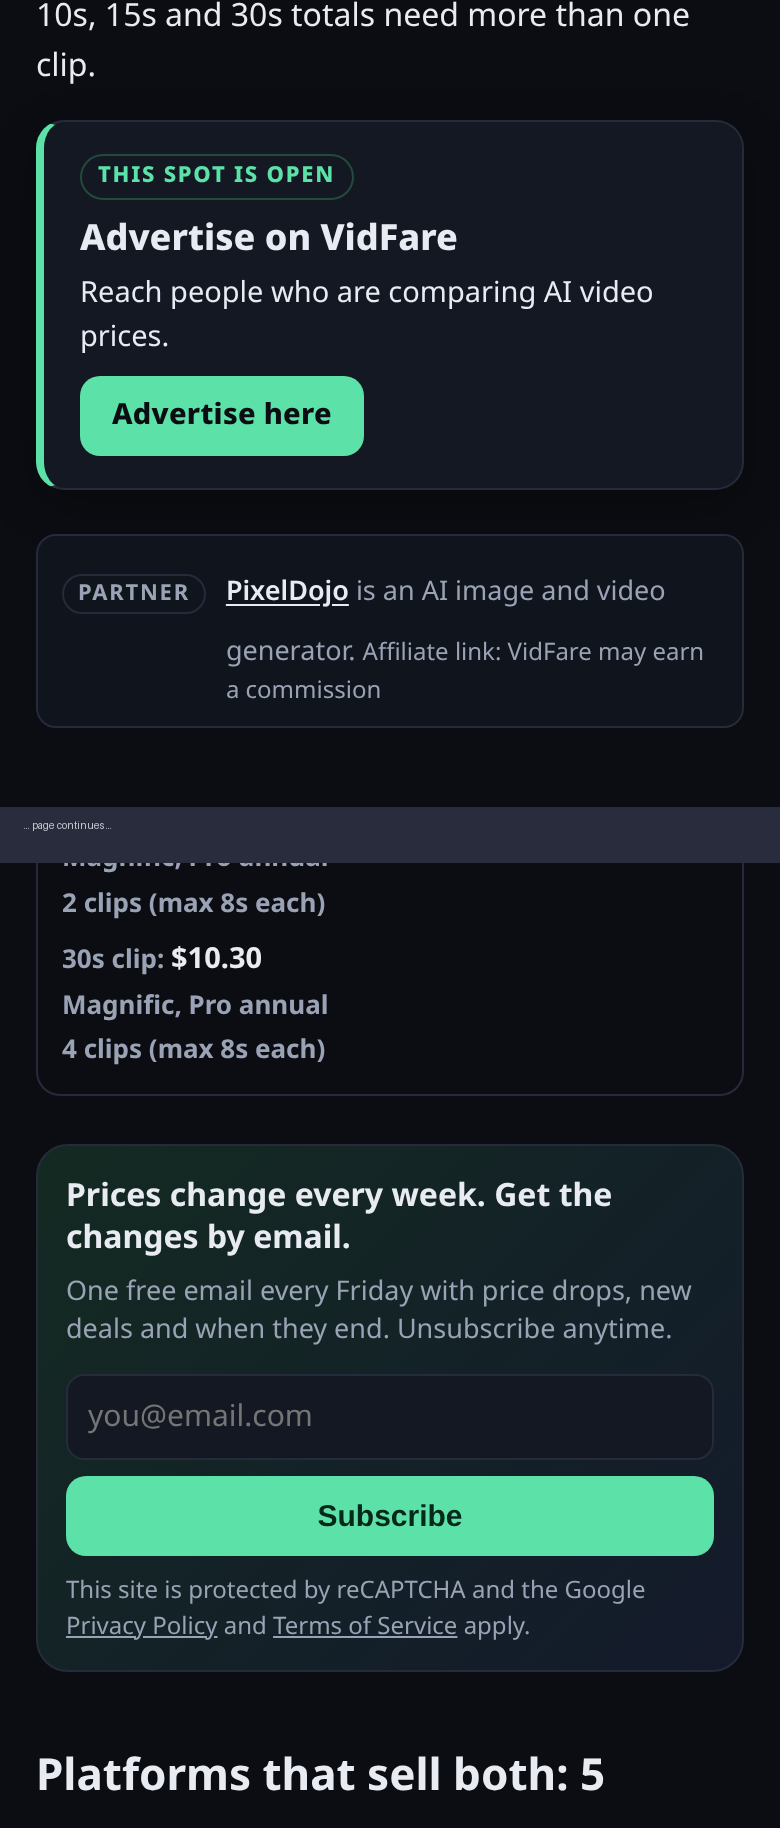 10s, 15s and 30s totals need more than one
clip.
THIS SPOT IS OPEN
Advertise on VidFare
Reach people who are comparing AI video
prices.
Advertise here
PARTNER
PixelDojo is an AI image and video
generator. Affiliate link: VidFare may earn
a commission
... page continues...
Magnific, Pro annual
2 clips (max 8s each)
30s clip: $10.30
Magnific, Pro annual
4 clips (max 8s each)
Prices change every week. Get the
changes by email.
One free email every Friday with price drops, new
deals and when they end. Unsubscribe anytime.
you@email.com
Subscribe
This site is protected by reCAPTCHA and the Google
Privacy Policy and Terms of Service apply.
Platforms that sell both: 5